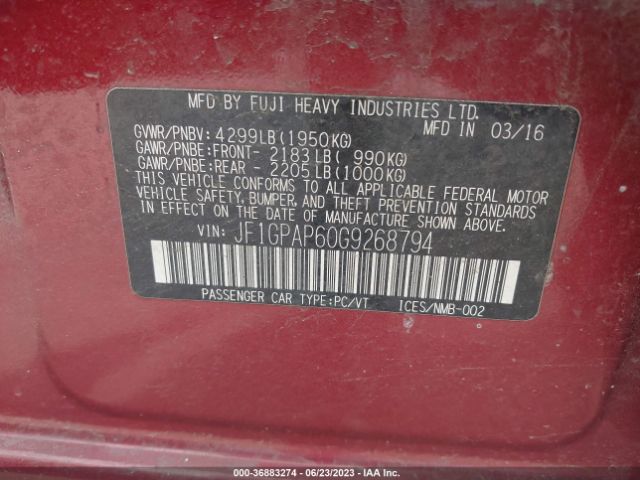 MFD BY FUJI HEAVY INDUSTRIES LTD.
MFD IN 03/16
GVWR/PNBV: 4299LB(1950KG)
GAWR/PNBE:FRONT- 2183LB( 990KG)
GAWR/PNBE:REAR - 2205LB(1000KG)
THIS VEHICLE CONFORMS TO ALL APPLICABLE FEDERAL MOTOR
VEHICLE SAFETY, BUMPER, AND THEFT PREVENTION STANDARDS
IN EFFECT ON THE DATE OF MANUFACTURE SHOWN ABOVE.
VIN: JF1GPAP60G9268794
PASSENGER CAR TYPE:PC/VT ICES/NMB-002
000-36883274 / 06/23/2023 - IAA Inc.